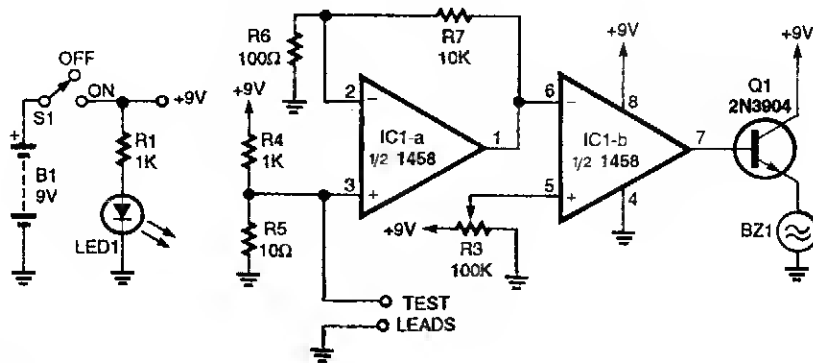 OFF
ON
S1
+9V
+
B1
9V
R1
1K
LED1
R6
100Ω
R7
10K
+9V
R4
1K
R5
10Ω
2
−
3
+
IC1-a
1/2 1458
1
TEST
LEADS
+9V
R3
100K
6
−
5
+
+9V
8
IC1-b
1/2 1458
4
7
+9V
Q1
2N3904
BZ1